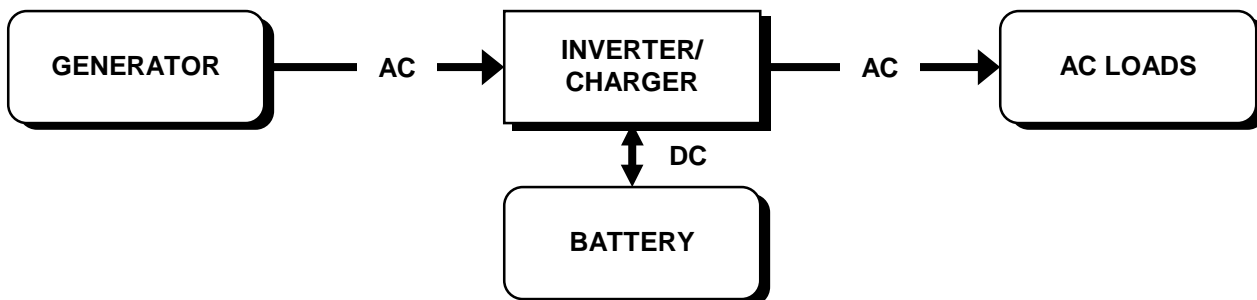 GENERATOR
AC
INVERTER/
CHARGER
AC
AC LOADS
DC
BATTERY